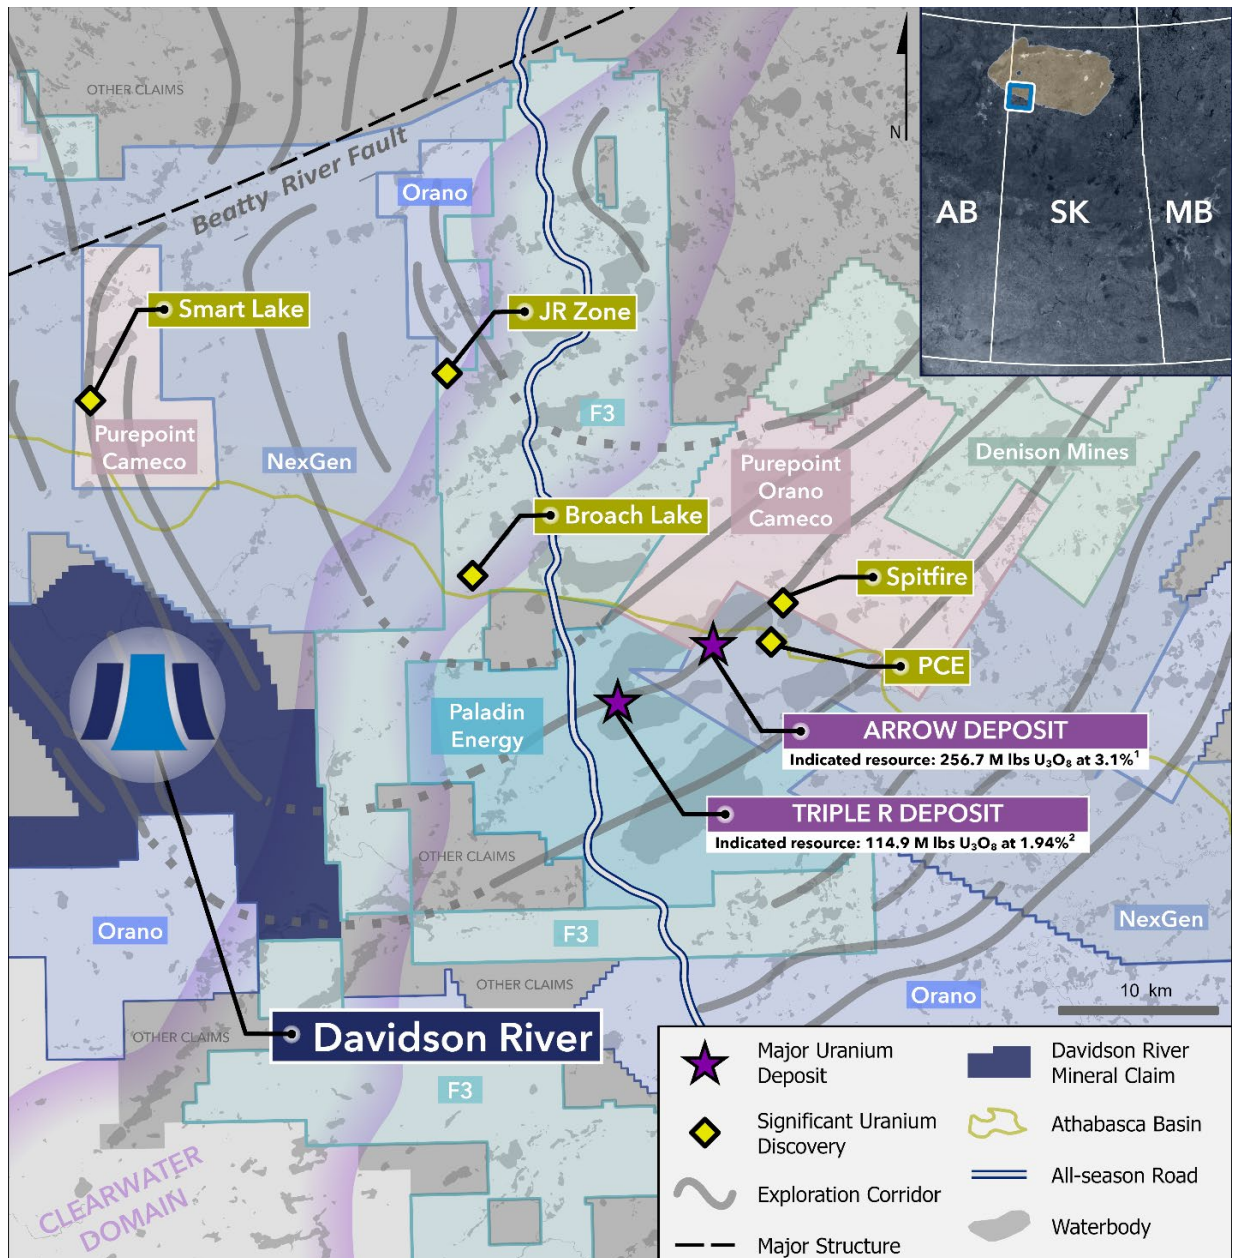 OTHER CLAIMS
Beatty River Fault
Orano
N
AB
SK
MB
Smart Lake
JR Zone
F3
Purepoint
Cameco
NexGen
Purepoint
Orano
Cameco
Denison Mines
Broach Lake
Spitfire
PCE
Paladin
Energy
ARROW DEPOSIT
Indicated resource: 256.7 M lbs U₃O₈ at 3.1%¹
TRIPLE R DEPOSIT
Indicated resource: 114.9 M lbs U₃O₈ at 1.94%²
OTHER CLAIMS
Orano
F3
NexGen
OTHER CLAIMS
Orano
10 km
OTHER CLAIMS
Davidson River
F3
CLEARWATER
DOMAIN
Major Uranium
Deposit
Significant Uranium
Discovery
Exploration Corridor
Major Structure
Davidson River
Mineral Claim
Athabasca Basin
All-season Road
Waterbody